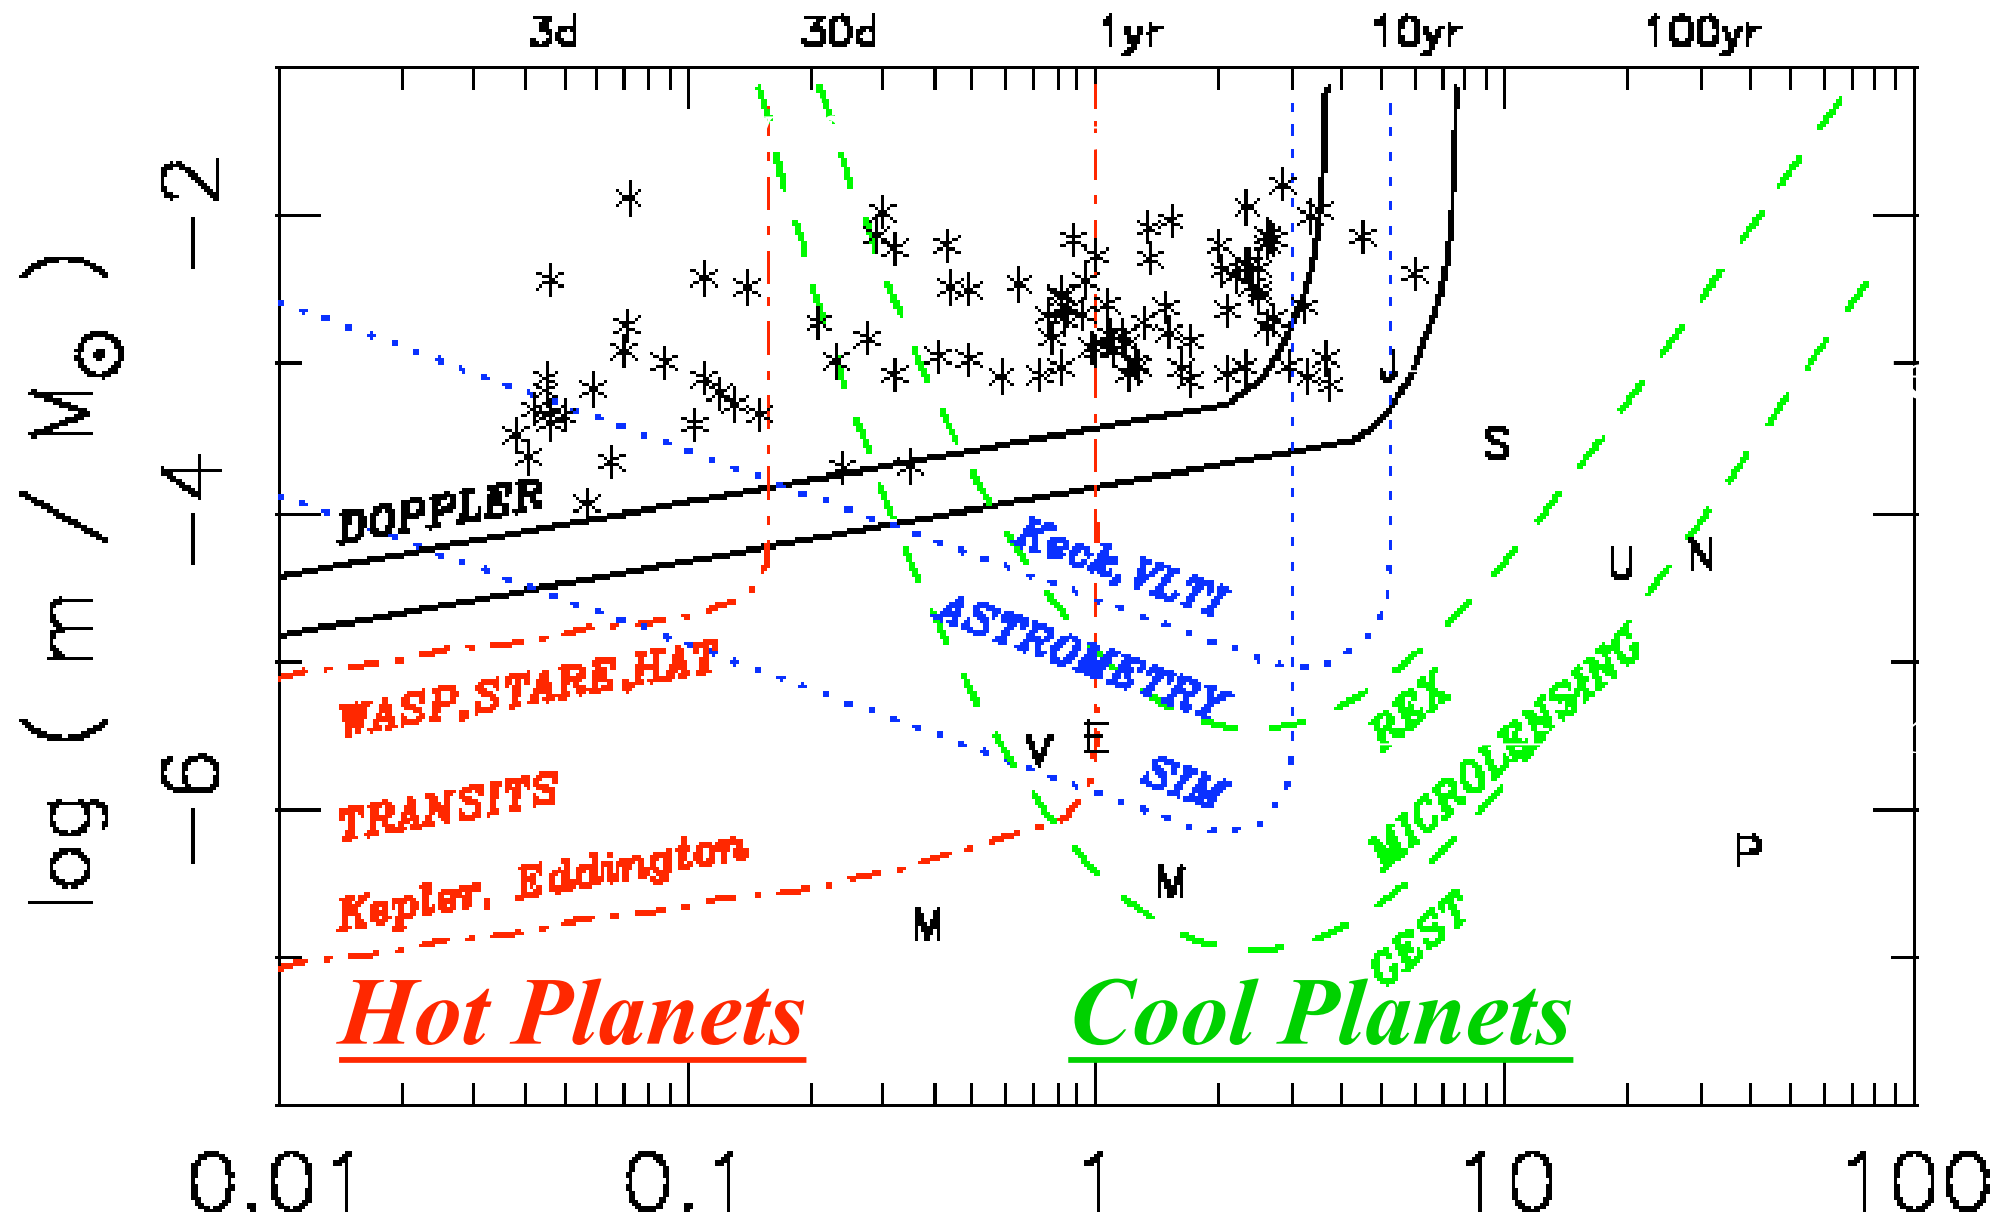 3d 30d 1yr 10yr 100yr
log ( m / M☉ )
-2
-4
-6
DOPPLER
J
S
U N
Keck, VLTI
ASTROMETRY
SIM
WASP, STARE, HAT
TRANSITS
Kepler, Eddington
V E
M
M
P
REX
MICROLENSING
GEST
Hot Planets Cool Planets
0.01 0.1 1 10 100